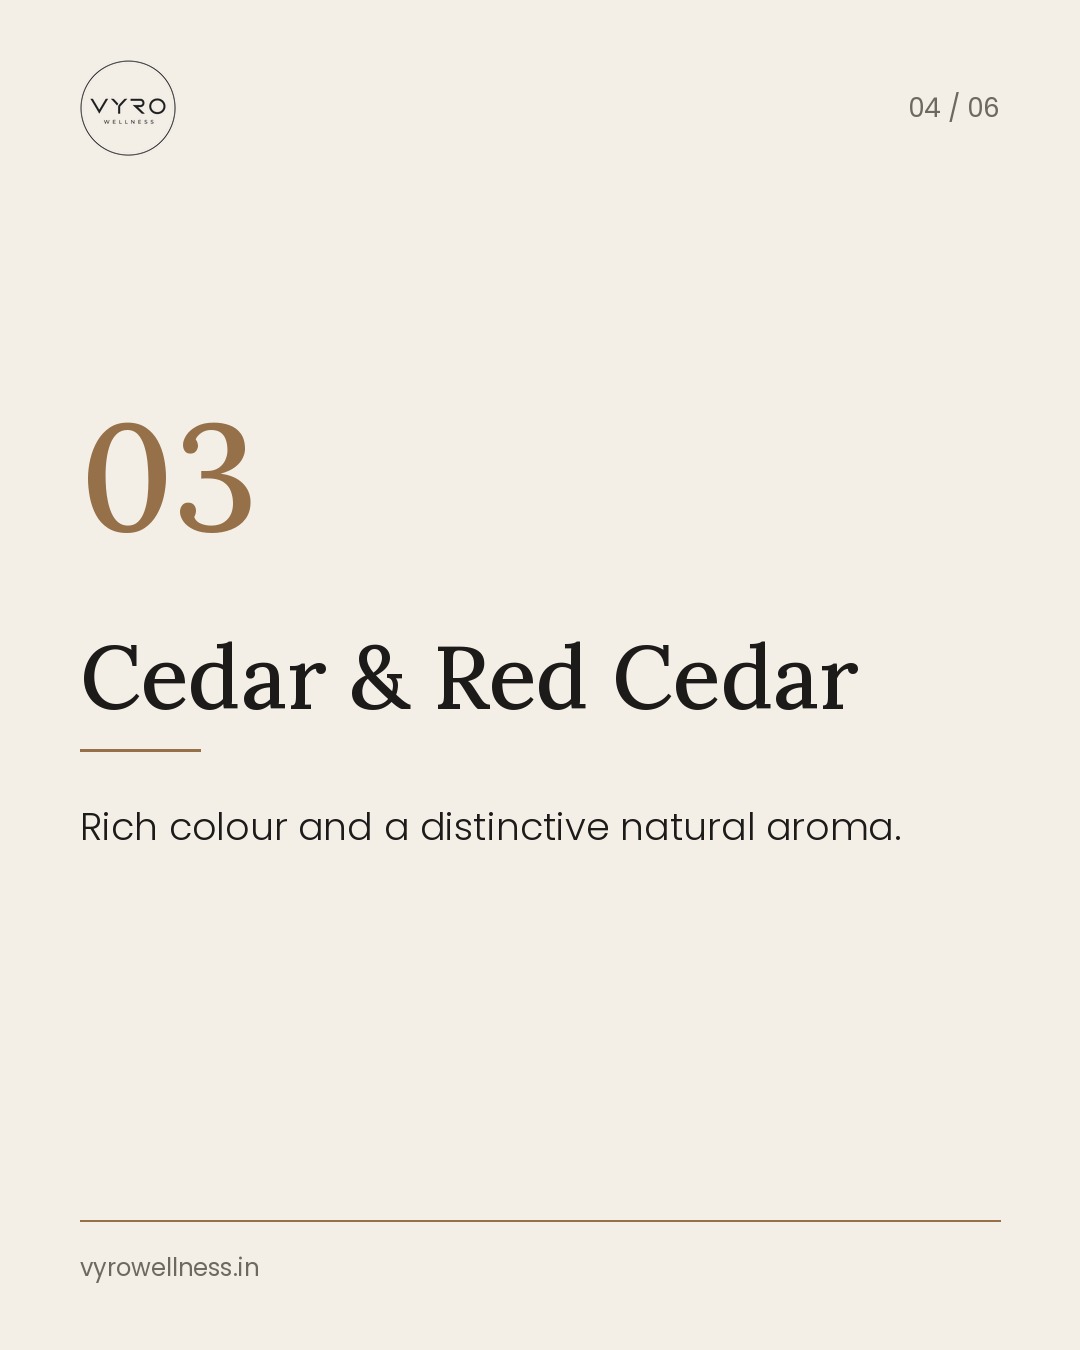 VYRO
WELLNESS
04 / 06
03
Cedar & Red Cedar
Rich colour and a distinctive natural aroma.
vyrowellness.in